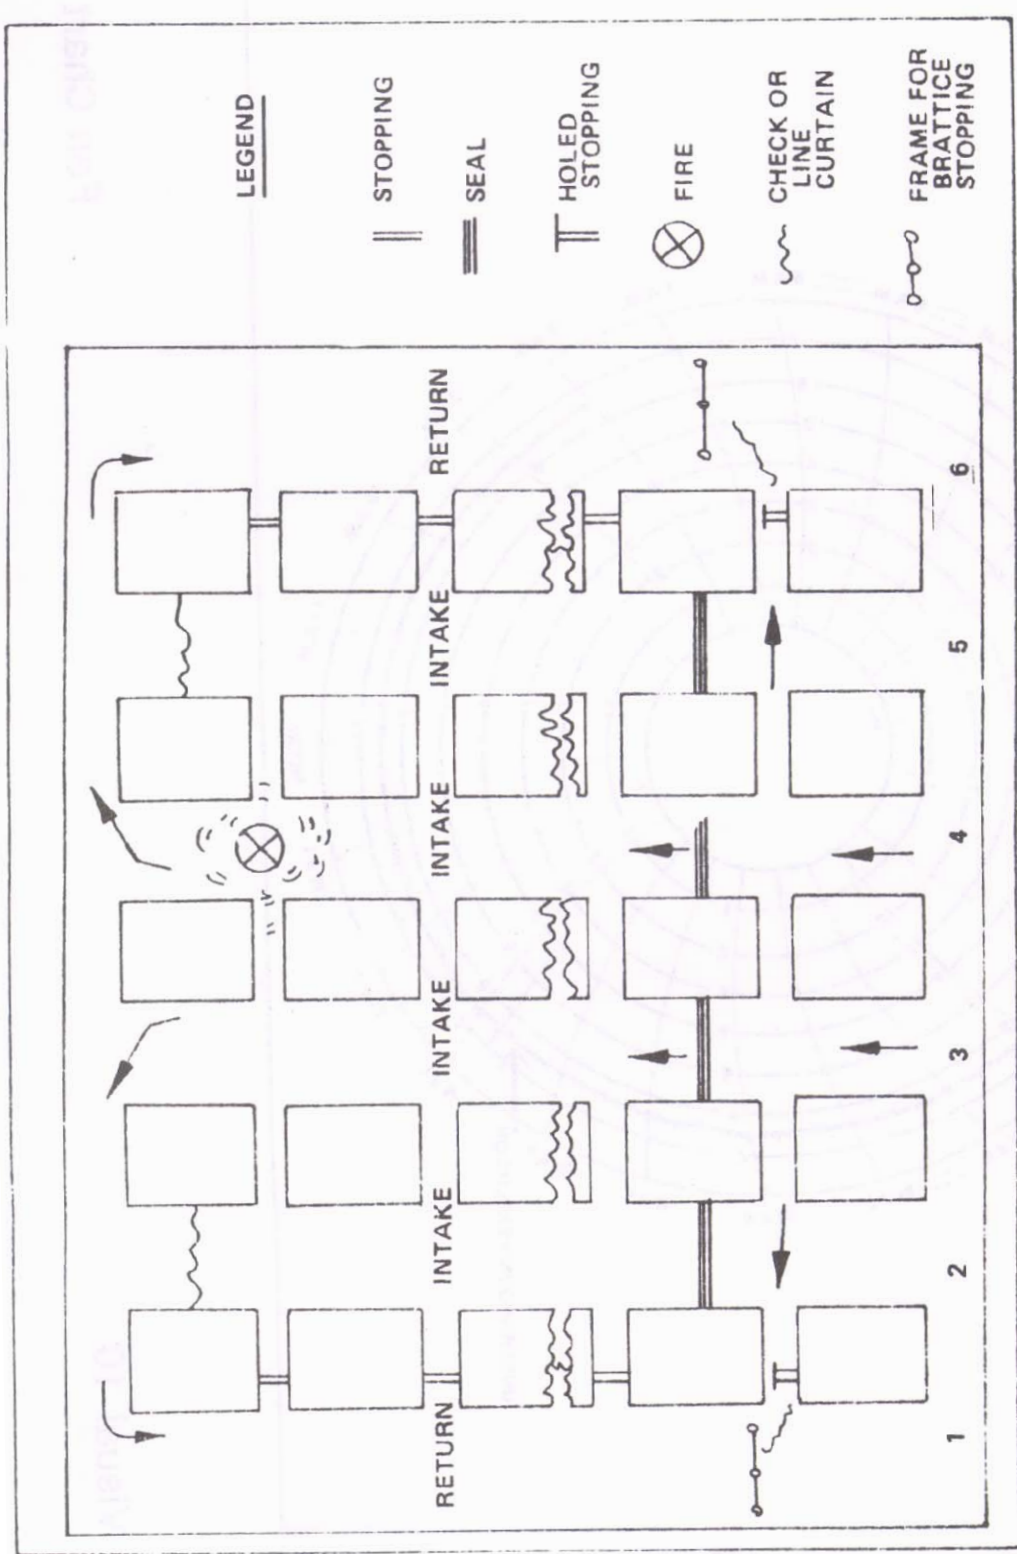 LEGEND
STOPPING
SEAL
HOLED
STOPPING
FIRE
CHECK OR
LINE
CURTAIN
FRAME FOR
BRATTICE
STOPPING
RETURN
INTAKE
INTAKE
INTAKE
INTAKE
RETURN
1
2
3
4
5
6